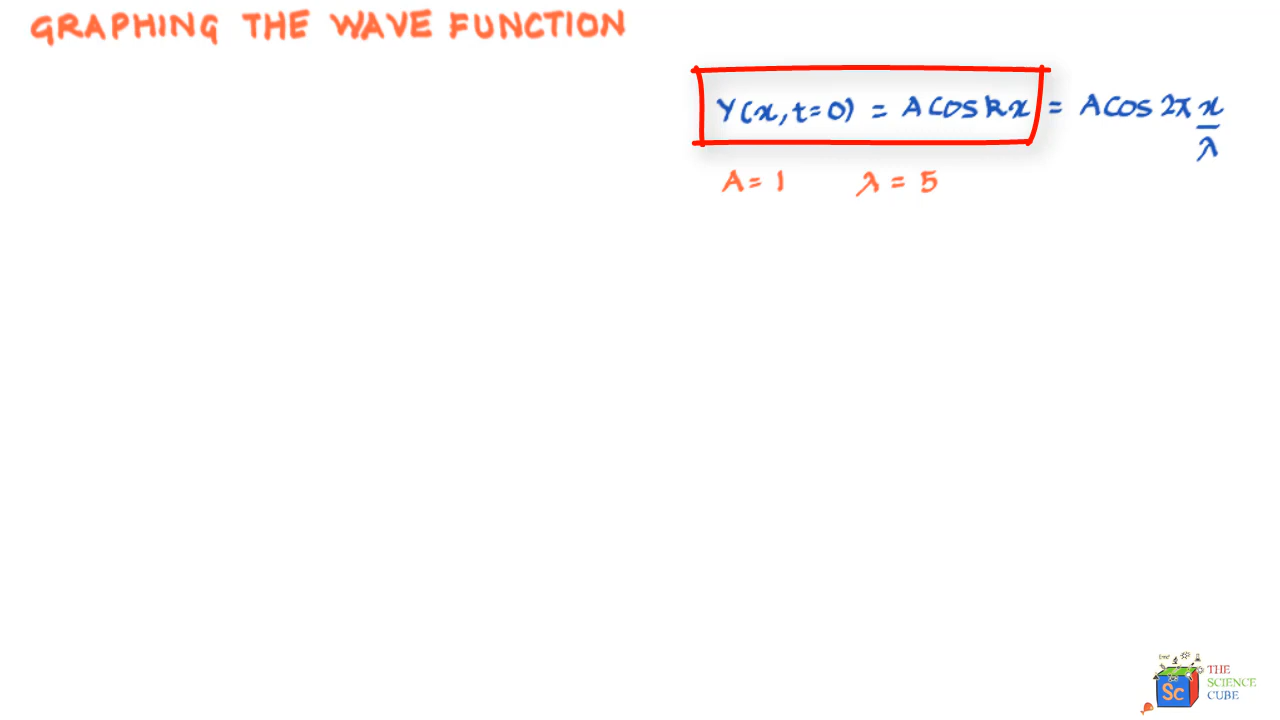 GRAPHING THE WAVE FUNCTION
Y(x, t=0) = A Cos kx = A Cos 2π x/λ
A = 1 λ = 5
Sc
THE
SCIENCE
CUBE